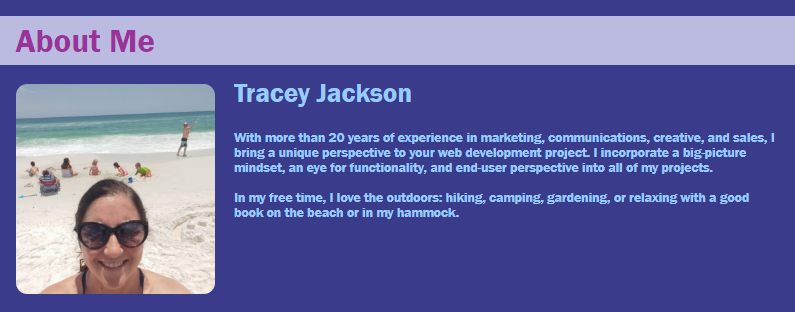 About Me
Tracey Jackson
With more than 20 years of experience in marketing, communications, creative, and sales, I
bring a unique perspective to your web development project. I incorporate a big-picture
mindset, an eye for functionality, and end-user perspective into all of my projects.
In my free time, I love the outdoors: hiking, camping, gardening, or relaxing with a good
book on the beach or in my hammock.